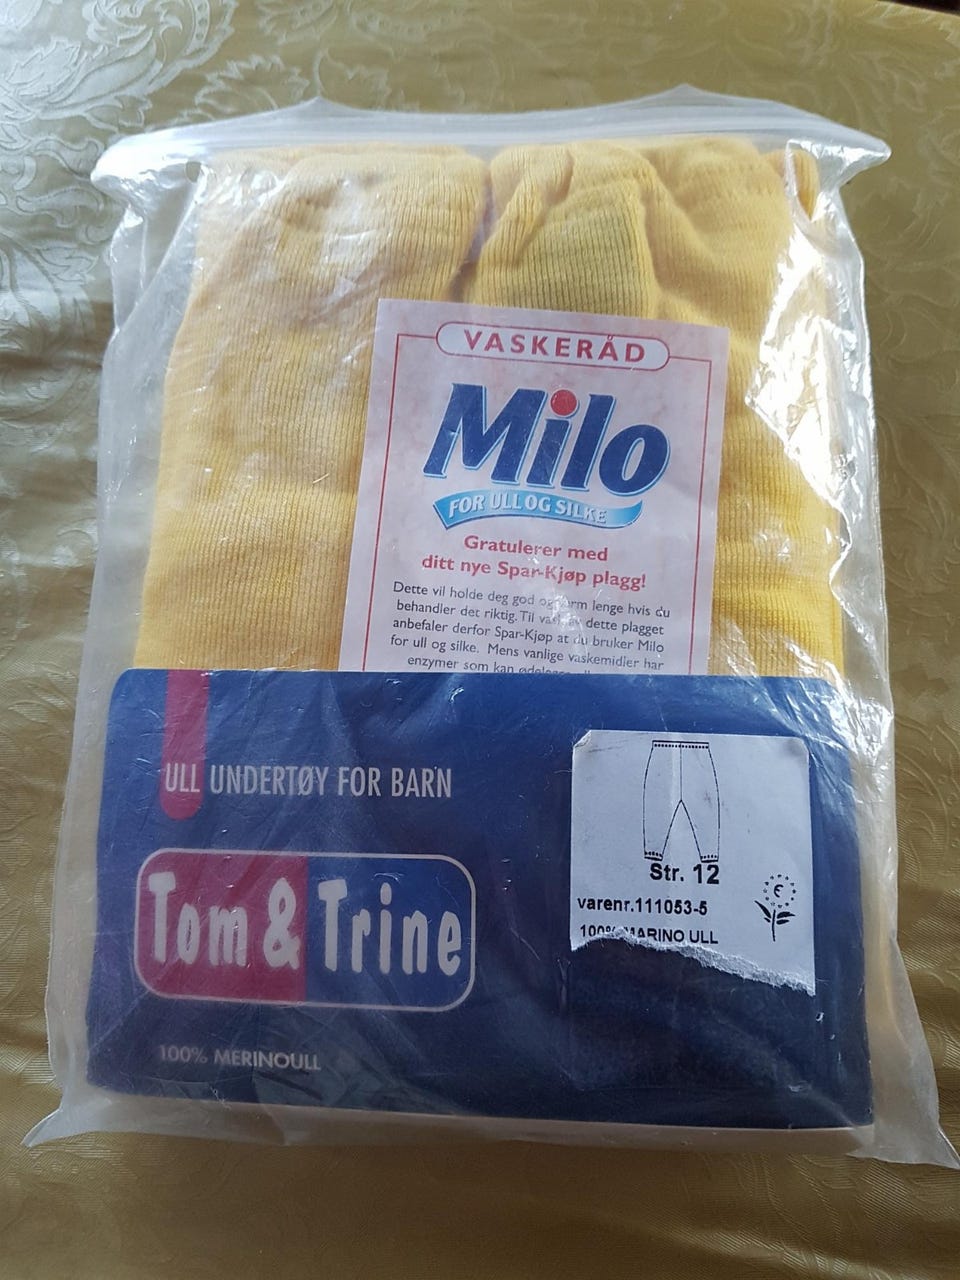 VASKERÅD
Milo
FOR ULL OG SILKE
Gratulerer med
ditt nye Spar-Kjøp plagg!
Dette vil holde deg god og varm lenge hvis du
behandler det riktig. Til vask av dette plagget
anbefaler derfor Spar-Kjøp at du bruker Milo
for ull og silke. Mens vanlige vaskemidler har
enzymer som kan
ULL UNDERTØY FOR BARN
Tom & Trine
100% MERINOULL
Str. 12
varenr.111053-5
100% MARINO ULL